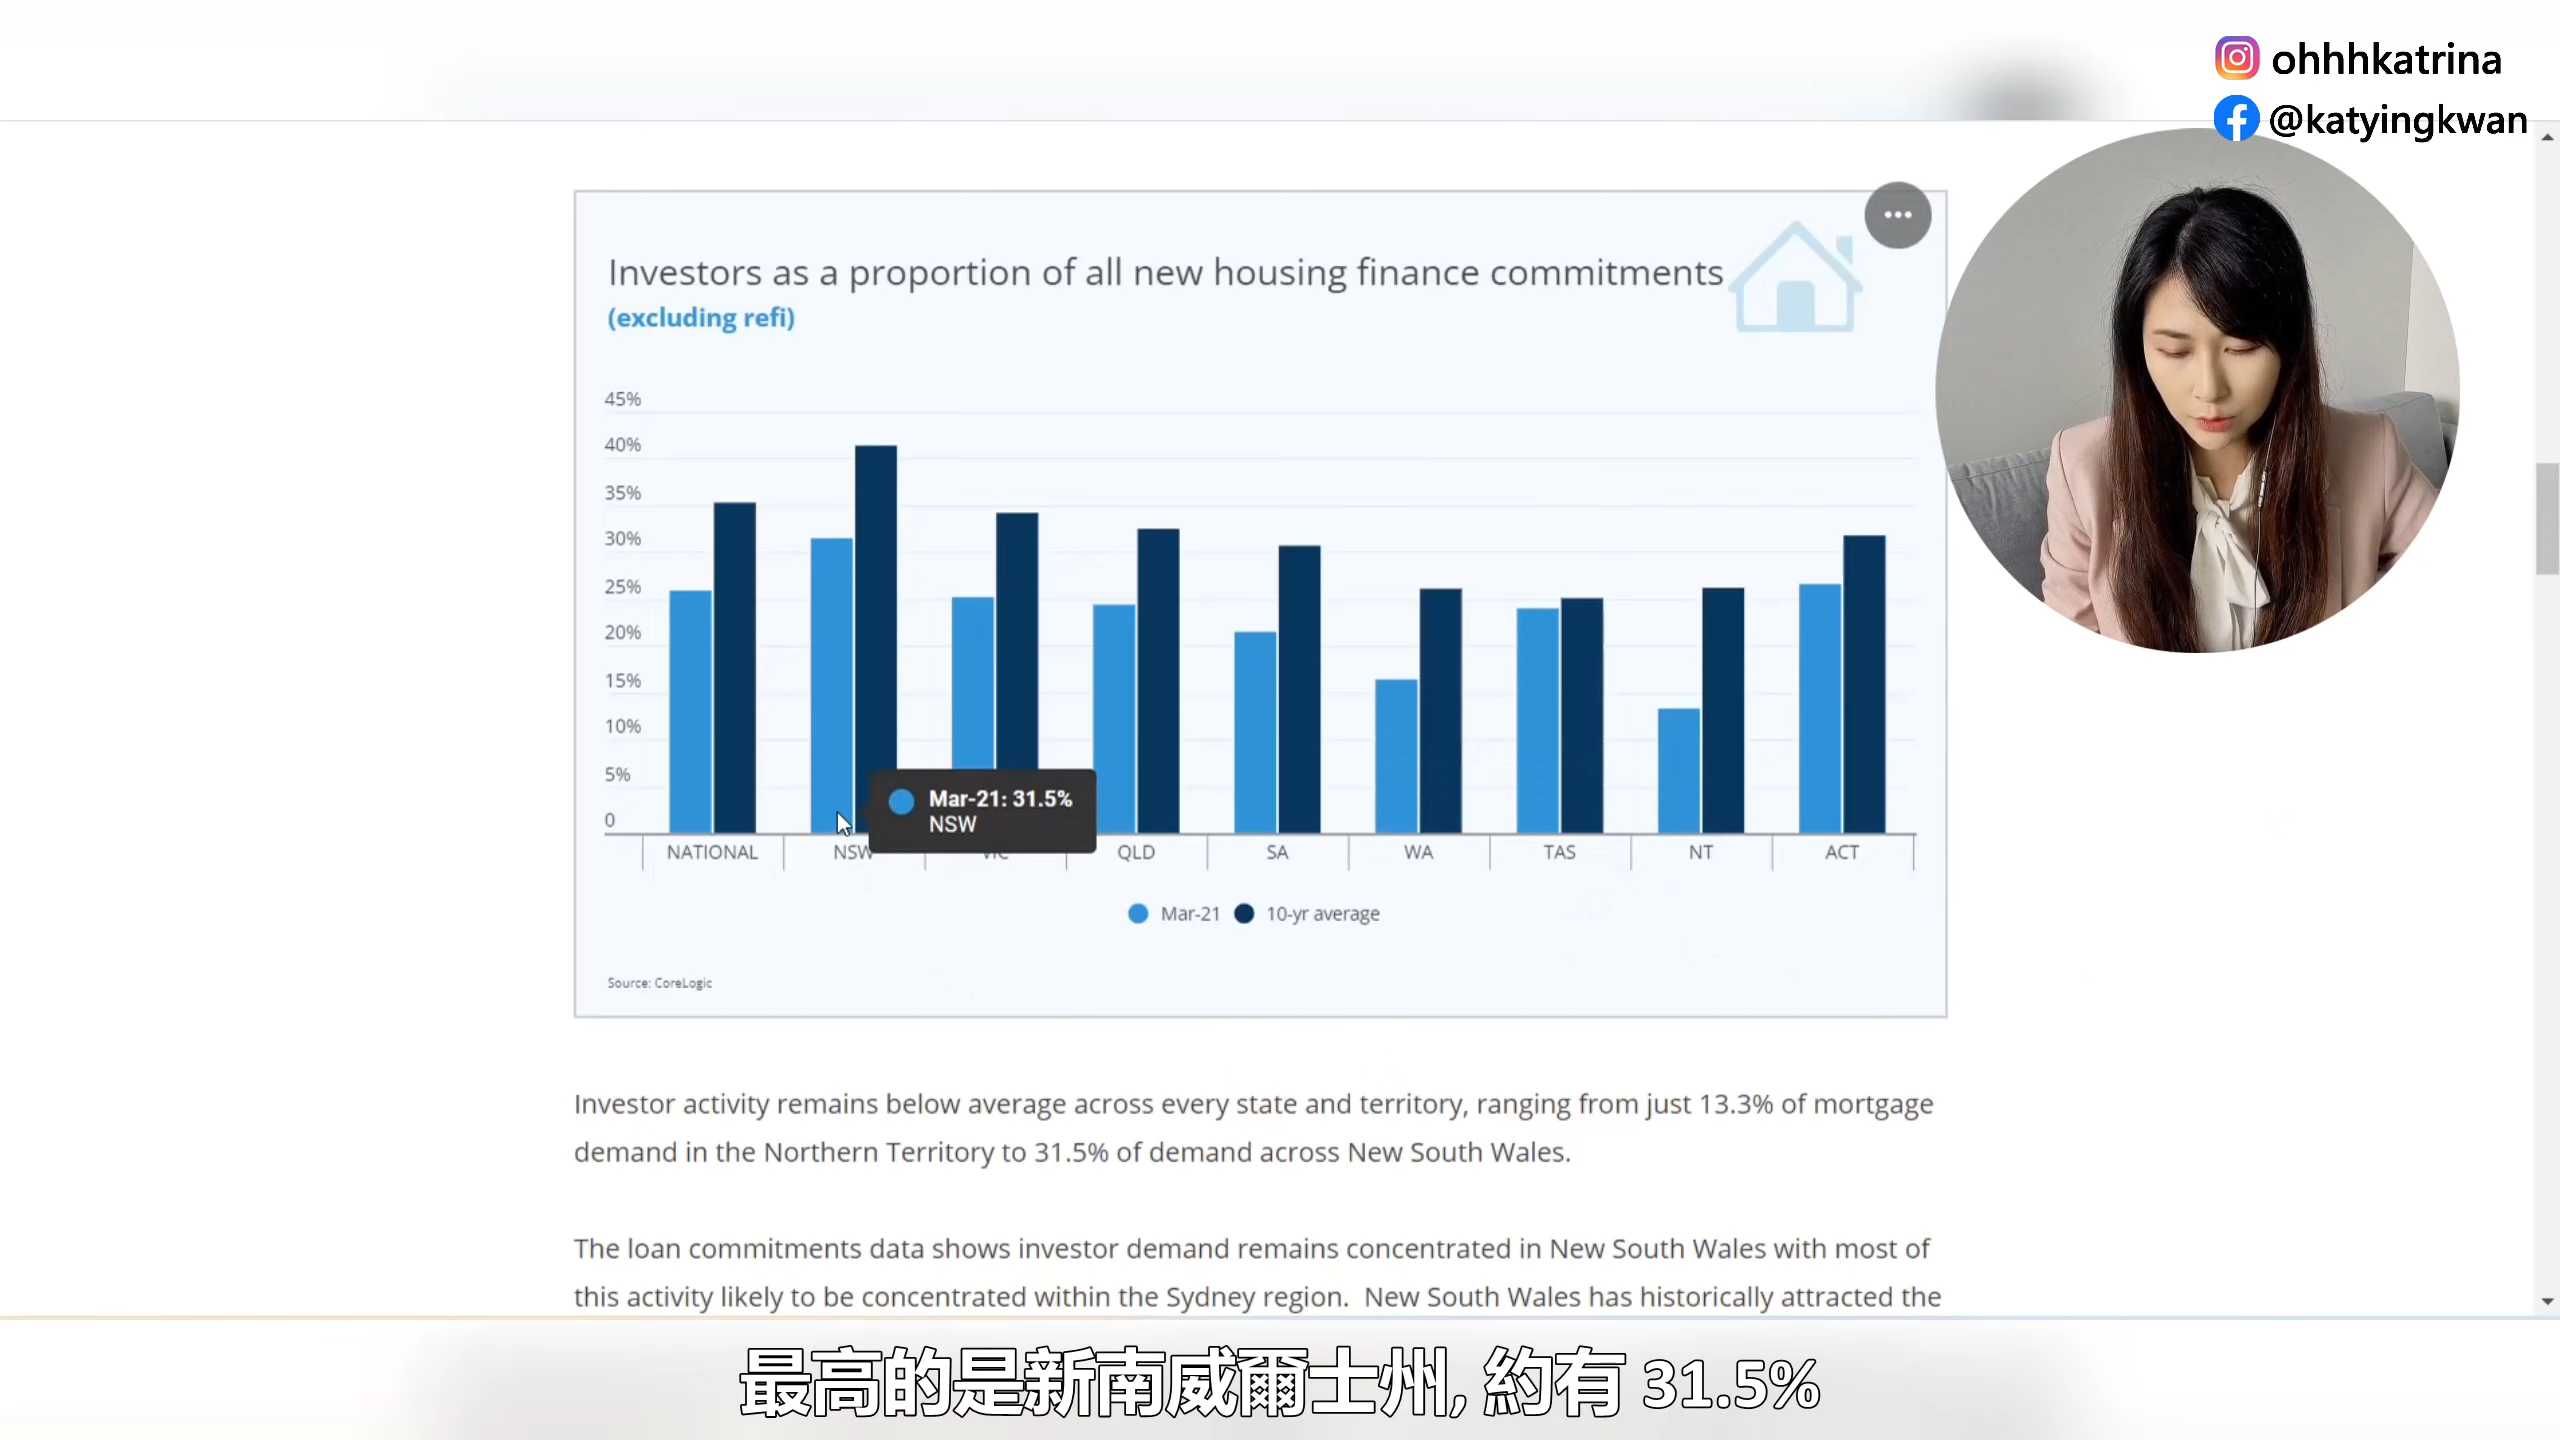 ohhhkatrina
@katyingkwan
Investors as a proportion of all new housing finance commitments
(excluding refi)
45%
40%
35%
30%
25%
20%
15%
10%
5%
0
Mar-21: 31.5%
NSW
NATIONAL NSW VIC QLD SA WA TAS NT ACT
Mar-21 10-yr average
Source: CoreLogic
Investor activity remains below average across every state and territory, ranging from just 13.3% of mortgage
demand in the Northern Territory to 31.5% of demand across New South Wales.
The loan commitments data shows investor demand remains concentrated in New South Wales with most of
this activity likely to be concentrated within the Sydney region. New South Wales has historically attracted the
最高的是新南威爾士州, 約有 31.5%